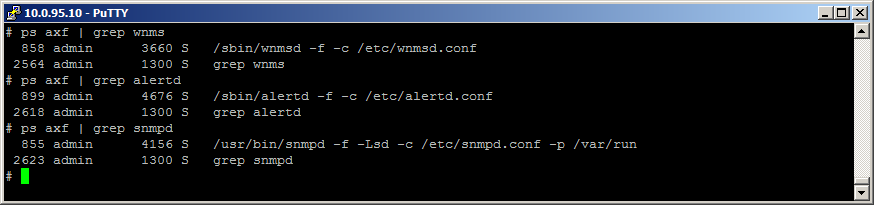 10.0.95.10 - PuTTY
# ps axf | grep wnms
  858 admin      3660 S   /sbin/wnmsd -f -c /etc/wnmsd.conf
 2564 admin      1300 S   grep wnms
# ps axf | grep alertd
  899 admin      4676 S   /sbin/alertd -f -c /etc/alertd.conf
 2618 admin      1300 S   grep alertd
# ps axf | grep snmpd
  855 admin      4156 S   /usr/bin/snmpd -f -Lsd -c /etc/snmpd.conf -p /var/run
 2623 admin      1300 S   grep snmpd
#